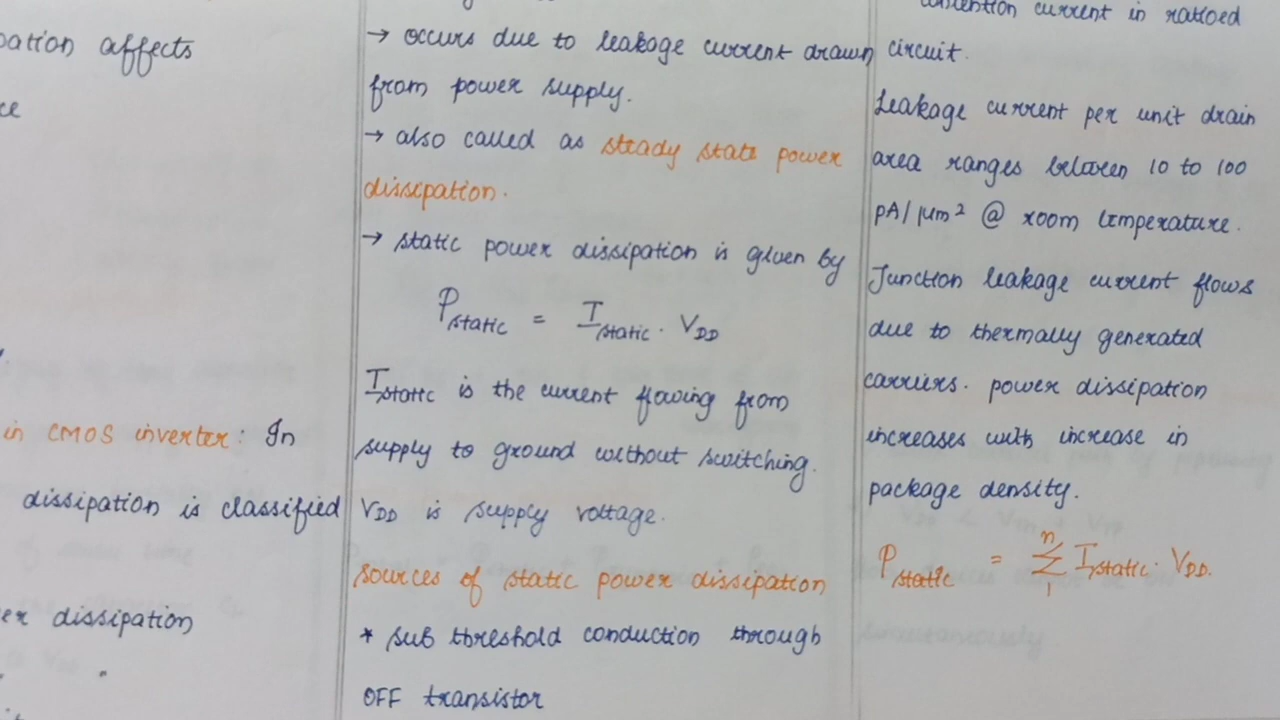 pation affects
ce
in CMOS inverter: In
dissipation is classified
er dissipation
→ occurs due to leakage current drawn
from power supply.
→ also called as steady state power
dissipation.
→ static power dissipation is given by
Pstatic = Istatic . VDD
Istatic is the current flowing from
supply to ground without switching.
VDD is supply voltage.
sources of static power dissipation
* sub threshold conduction through
OFF transistor
contention current in ratioed
circuit.
Leakage current per unit drain
area ranges between 10 to 100
pA/μm² @ room temperature.
Junction leakage current flows
due to thermally generated
carriers. power dissipation
increases with increase in
package density.
Pstatic = n∑1 Istatic. VDD.